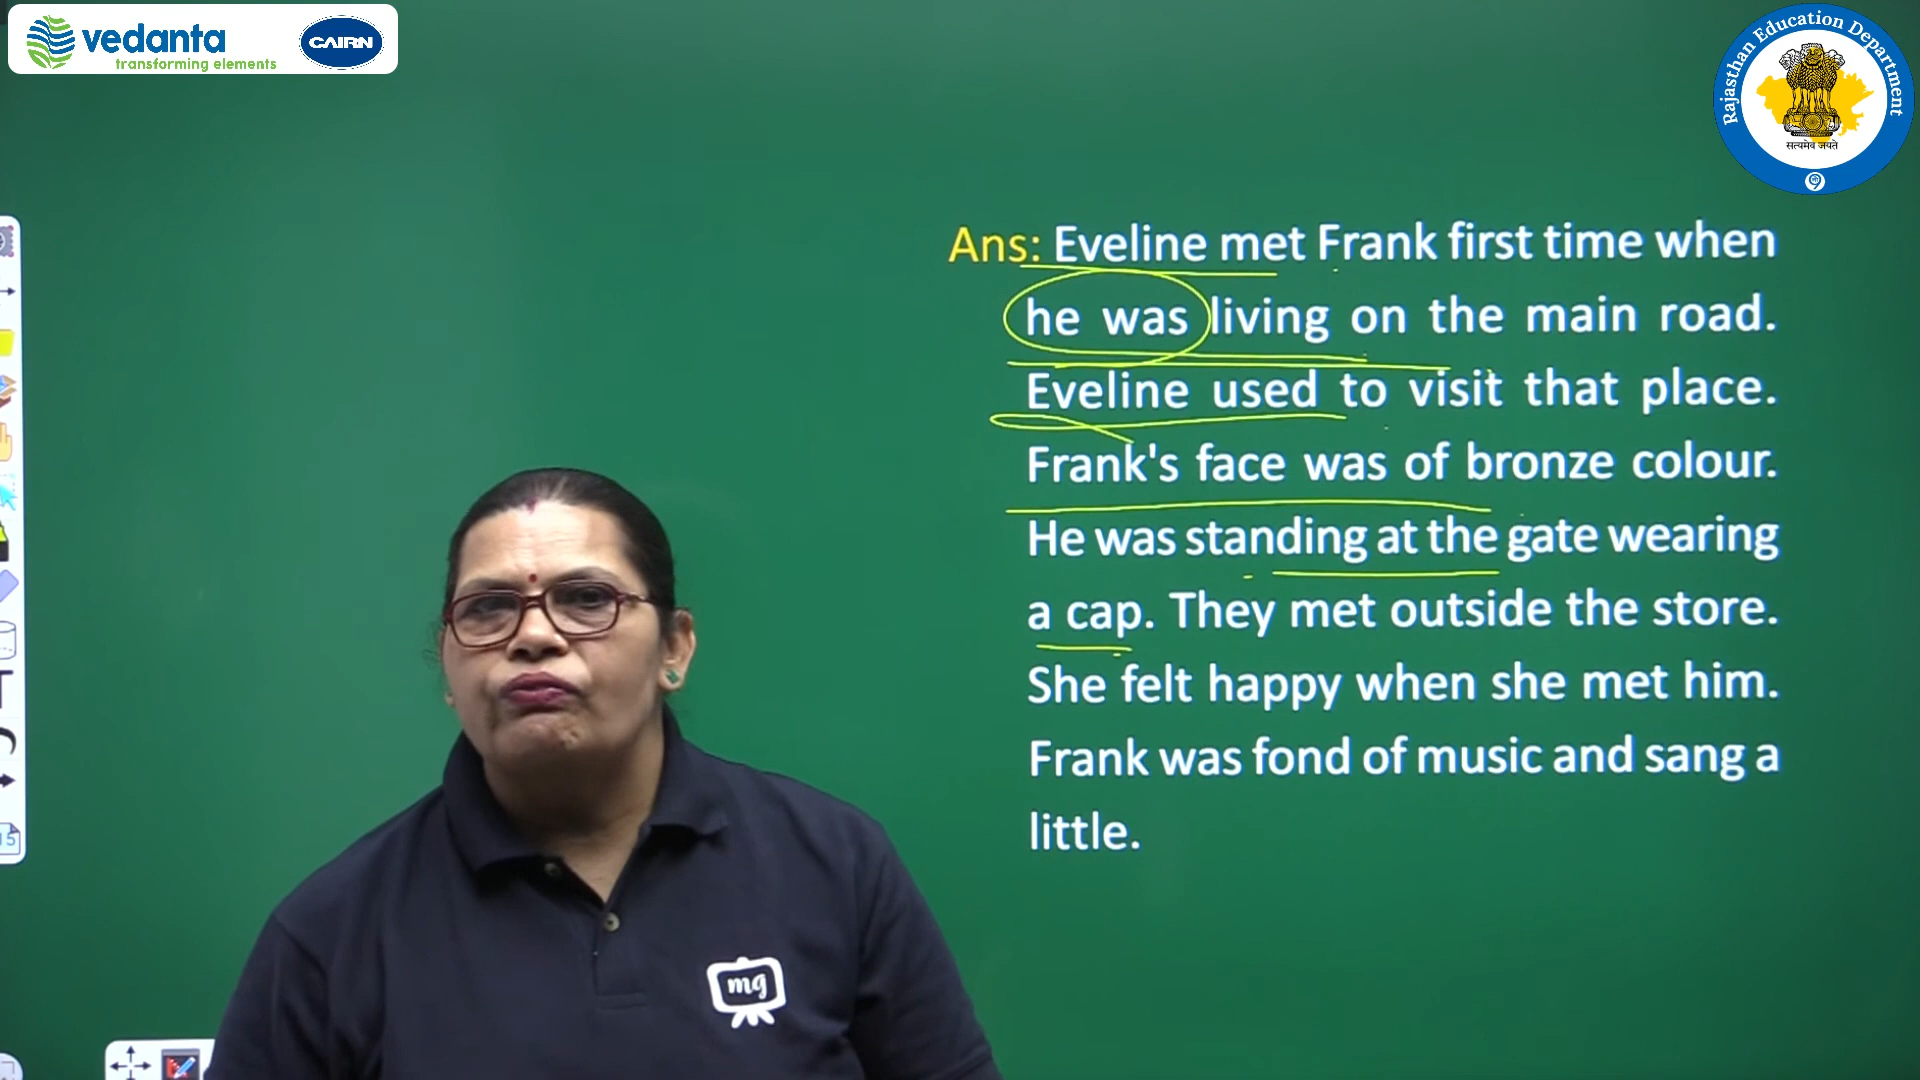 vedanta
transforming elements
CAIRN
Rajasthan Education Department
सत्यमेव जयते
Ans: Eveline met Frank first time when
he was living on the main road.
Eveline used to visit that place.
Frank's face was of bronze colour.
He was standing at the gate wearing
a cap. They met outside the store.
She felt happy when she met him.
Frank was fond of music and sang a
little.
mg
15